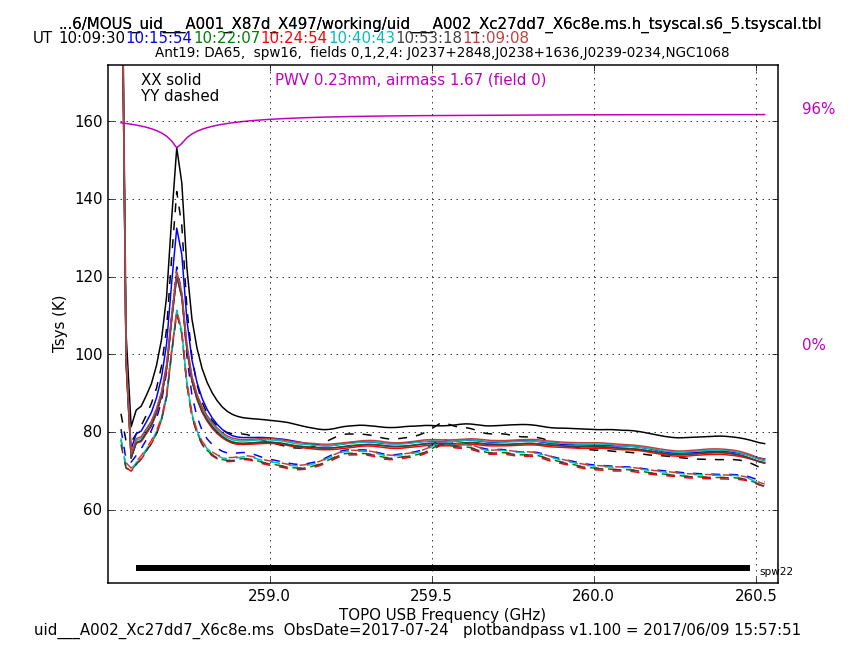 ...6/MOUS_uid___A001_X87d_X497/working/uid___A002_Xc27dd7_X6c8e.ms.h_tsyscal.s6_5.tsyscal.tbl
UT 10:09:30 10:15:54 10:22:07 10:24:54 10:40:43 10:53:18 11:09:08
Ant19: DA65, spw16, fields 0,1,2,4: J0237+2848,J0238+1636,J0239-0234,NGC1068
XX solid
PWV 0.23mm, airmass 1.67 (field 0)
YY dashed
96%
160
140
120
100
80
60
0%
Tsys (K)
spw22
259.0 259.5 260.0 260.5
TOPO USB Frequency (GHz)
uid___A002_Xc27dd7_X6c8e.ms ObsDate=2017-07-24 plotbandpass v1.100 = 2017/06/09 15:57:51